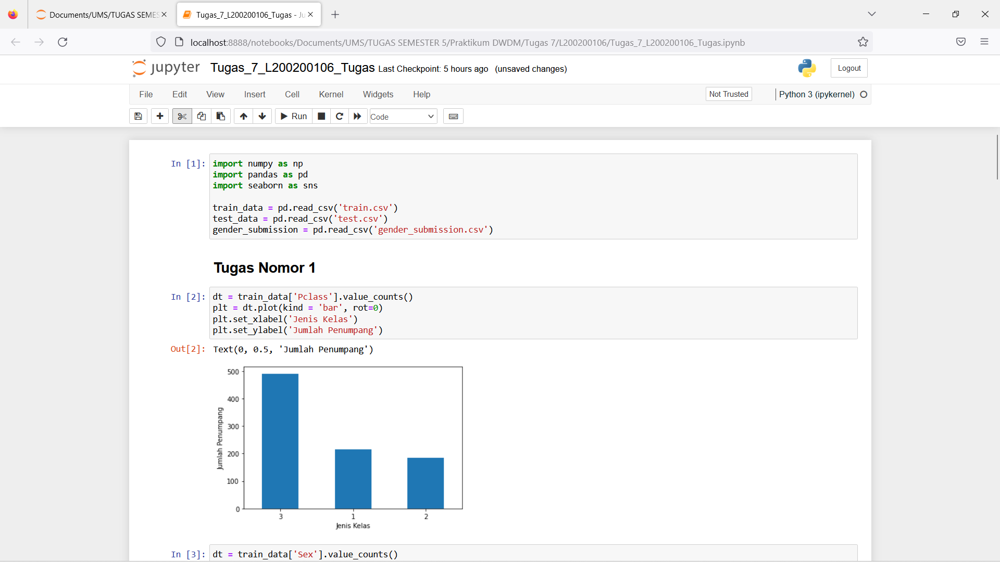 Documents/UMS/TUGAS SEMES
Tugas_7_L200200106_Tugas - Ju
localhost:8888/notebooks/Documents/UMS/TUGAS SEMESTER 5/Praktikum DWDM/Tugas 7/L200200106/Tugas_7_L200200106_Tugas.ipynb
jupyter Tugas_7_L200200106_Tugas Last Checkpoint: 5 hours ago (unsaved changes)
Logout
File Edit View Insert Cell Kernel Widgets Help
Not Trusted
Python 3 (ipykernel)
Run
Code
In [1]:
import numpy as np
import pandas as pd
import seaborn as sns
train_data = pd.read_csv('train.csv')
test_data = pd.read_csv('test.csv')
gender_submission = pd.read_csv('gender_submission.csv')
Tugas Nomor 1
In [2]:
dt = train_data['Pclass'].value_counts()
plt = dt.plot(kind = 'bar', rot=0)
plt.set_xlabel('Jenis Kelas')
plt.set_ylabel('Jumlah Penumpang')
Out[2]: Text(0, 0.5, 'Jumlah Penumpang')
500
400
300
200
100
0
Jumlah Penumpang
3 1 2
Jenis Kelas
In [3]: dt = train_data['Sex'].value_counts()